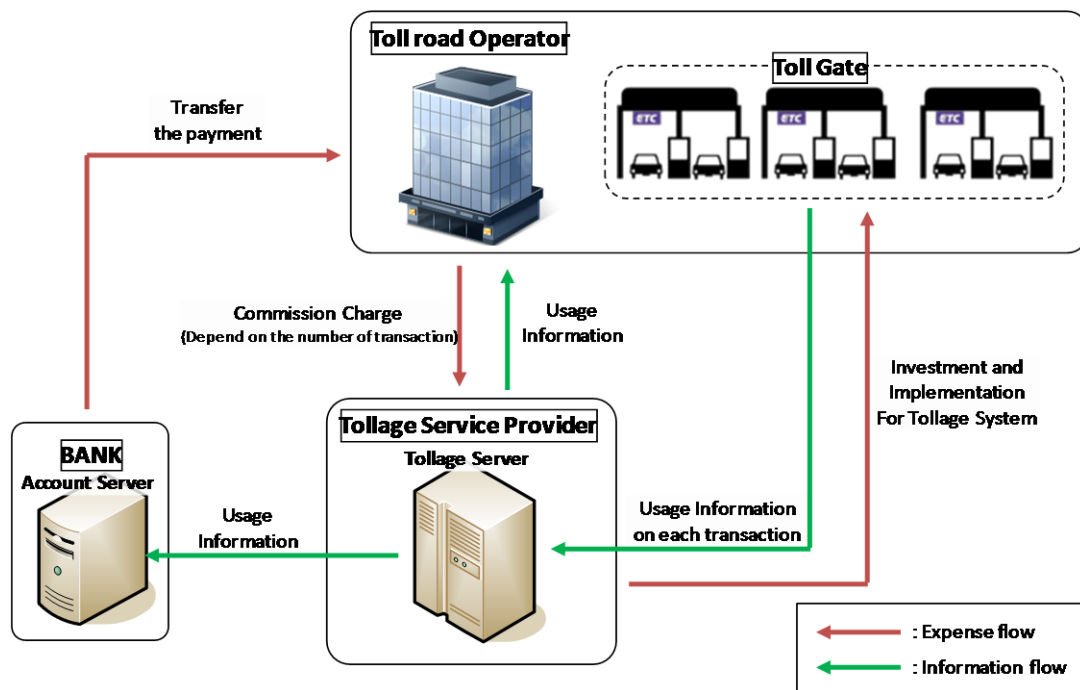 Toll road Operator
Toll Gate
ETC
ETC
ETC
Transfer
the payment
Commission Charge
(Depend on the number of transaction)
Usage
Information
Investment and
Implementation
For Tollage System
BANK
Account Server
Tollage Service Provider
Tollage Server
Usage
Information
Usage Information
on each transaction
: Expense flow
: Information flow